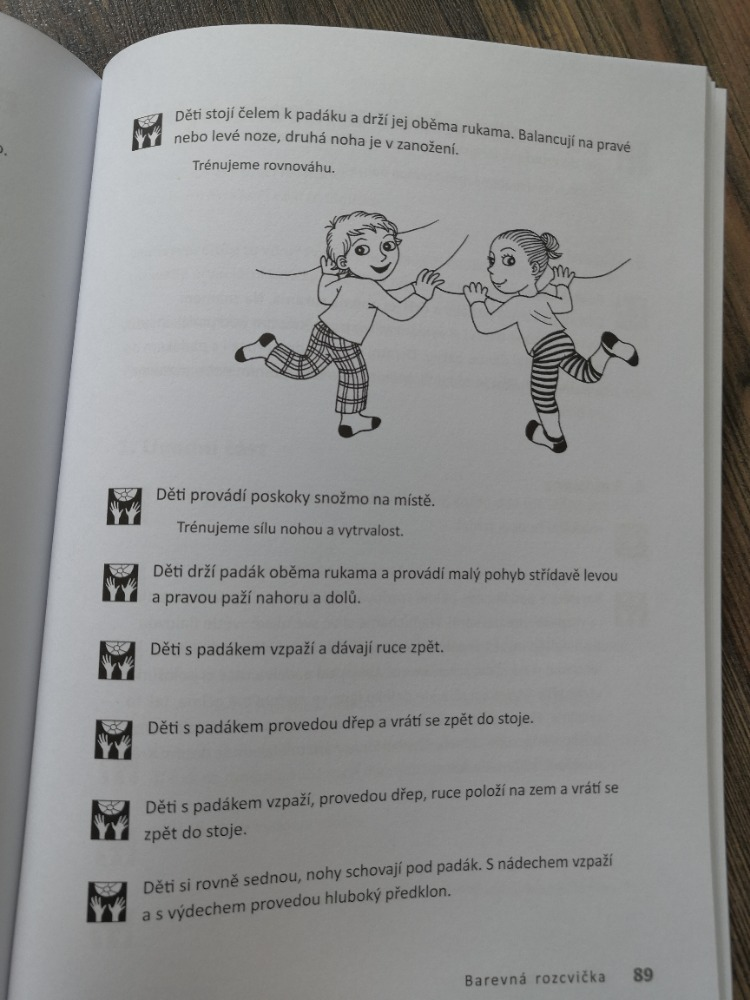 Děti stojí čelem k padáku a drží jej oběma rukama. Balancují na pravé
nebo levé noze, druhá noha je v zanožení.
Trénujeme rovnováhu.
Děti provádí poskoky snožmo na místě.
Trénujeme sílu nohou a vytrvalost.
Děti drží padák oběma rukama a provádí malý pohyb střídavě levou
a pravou paží nahoru a dolů.
Děti s padákem vzpaží a dávají ruce zpět.
Děti s padákem provedou dřep a vrátí se zpět do stoje.
Děti s padákem vzpaží, provedou dřep, ruce položí na zem a vrátí se
zpět do stoje.
Děti si rovně sednou, nohy schovají pod padák. S nádechem vzpaží
a s výdechem provedou hluboký předklon.
Barevná rozcvička 89